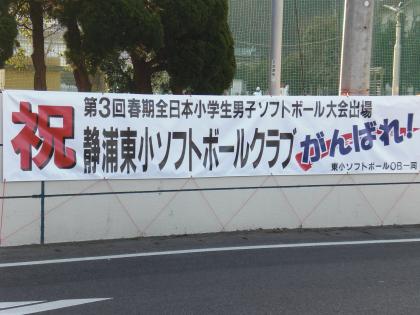 祝
第3回春期全日本小学生男子ソフトボール大会出場
静浦東小ソフトボールクラブ
がんばれ!
東小ソフトボールOB一同